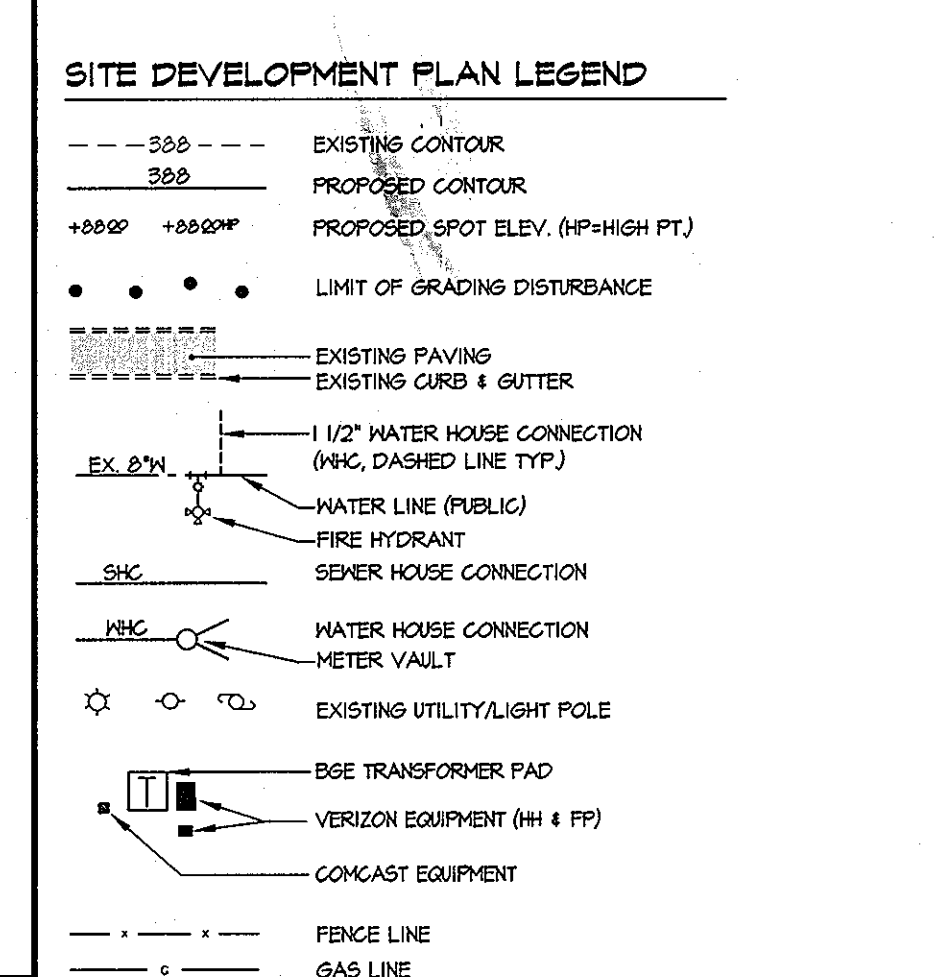 SITE DEVELOPMENT PLAN LEGEND
388 EXISTING CONTOUR
388 PROPOSED CONTOUR
+8820 +8820HP PROPOSED SPOT ELEV. (HP=HIGH PT.)
LIMIT OF GRADING DISTURBANCE
EXISTING PAVING
EXISTING CURB & GUTTER
1 1/2" WATER HOUSE CONNECTION
EX. 8"W (WHC, DASHED LINE TYP.)
WATER LINE (PUBLIC)
FIRE HYDRANT
SHC SEWER HOUSE CONNECTION
WHC WATER HOUSE CONNECTION
METER VAULT
EXISTING UTILITY/LIGHT POLE
T BGE TRANSFORMER PAD
VERIZON EQUIPMENT (HH & FP)
COMCAST EQUIPMENT
x x FENCE LINE
G GAS LINE